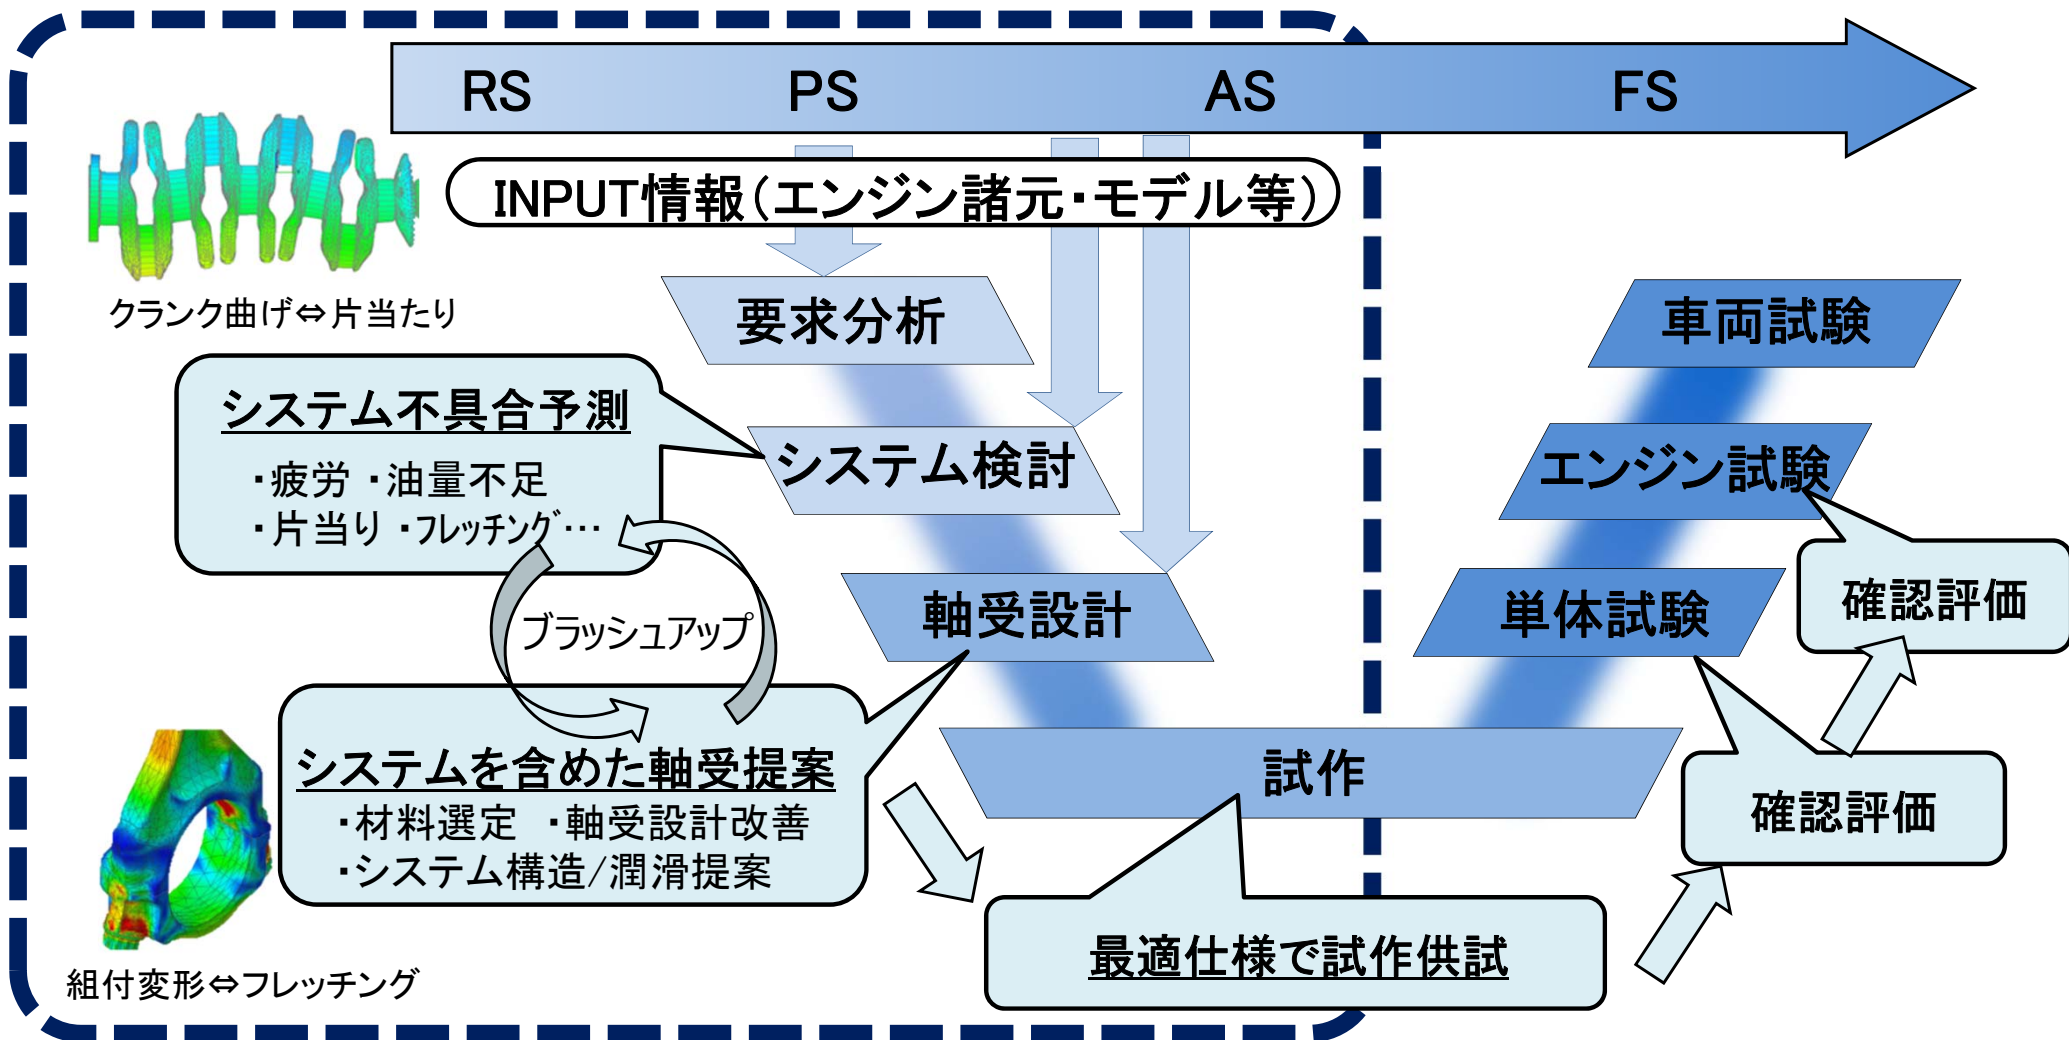 RS PS AS FS
INPUT情報(エンジン諸元・モデル等)
クランク曲げ⇔片当たり
要求分析
車両試験
システム不具合予測
・疲労 ・油量不足
・片当り ・フレッチング…
システム検討
エンジン試験
ブラッシュアップ
軸受設計
単体試験
確認評価
システムを含めた軸受提案
・材料選定 ・軸受設計改善
・システム構造/潤滑提案
試作
確認評価
最適仕様で試作供試
組付変形⇔フレッチング